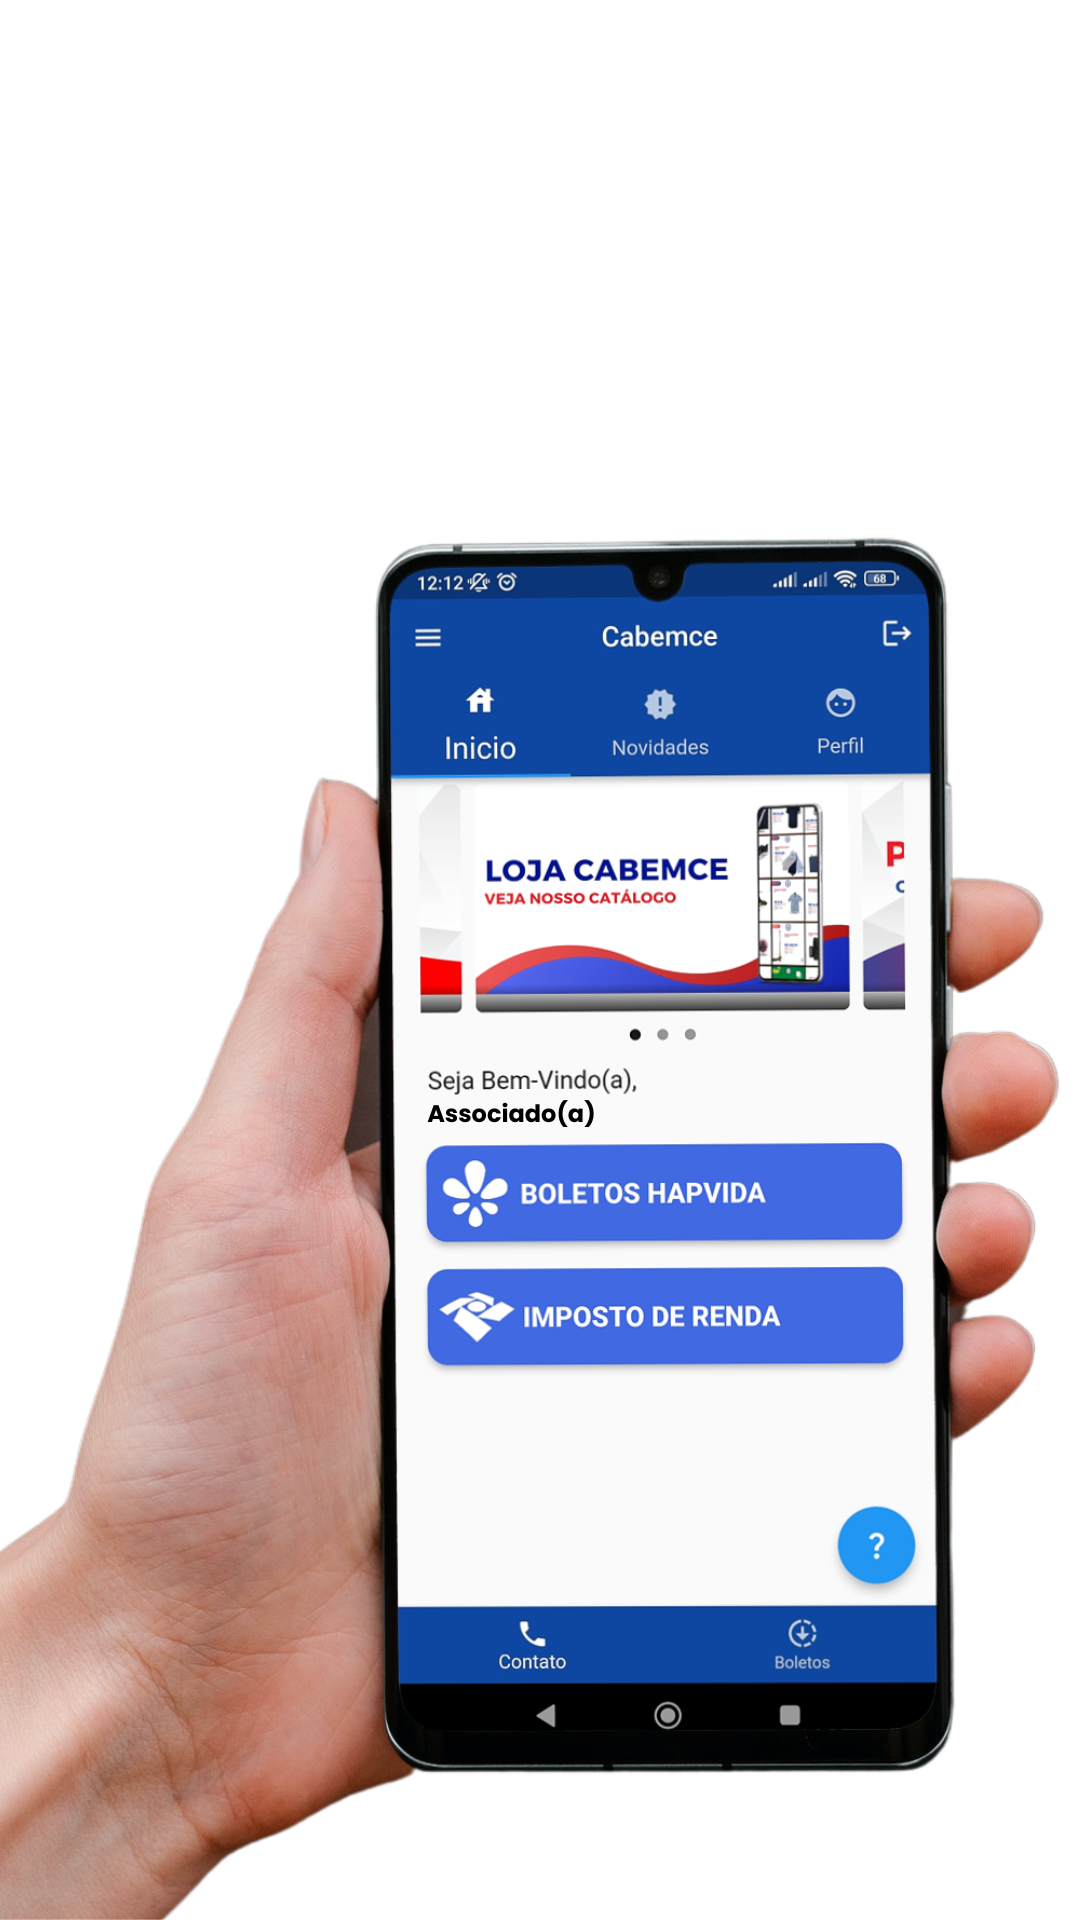 12:12
68
Cabemce
Inicio
Novidades
Perfil
LOJA CABEMCE
VEJA NOSSO CATÁLOGO
P
C
Seja Bem-Vindo(a),
Associado(a)
BOLETOS HAPVIDA
IMPOSTO DE RENDA
?
Contato
Boletos